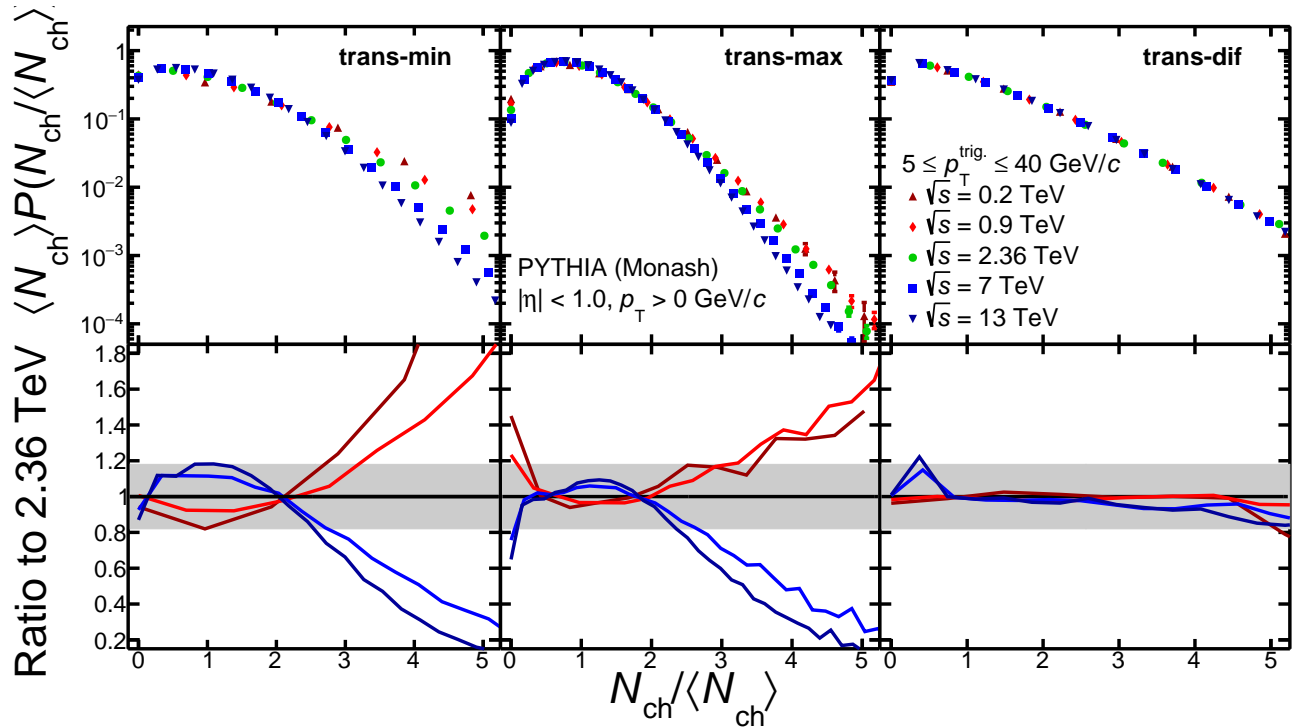 ⟨N_ch⟩P(N_ch/⟨N_ch⟩)
1
10⁻¹
10⁻²
10⁻³
10⁻⁴
trans-min
trans-max
trans-dif
PYTHIA (Monash)
|η| < 1.0, p_T > 0 GeV/c
5 ≤ p_T^trig. ≤ 40 GeV/c
√s = 0.2 TeV
√s = 0.9 TeV
√s = 2.36 TeV
√s = 7 TeV
√s = 13 TeV
Ratio to 2.36 TeV
1.8
1.6
1.4
1.2
1
0.8
0.6
0.4
0.2
0 1 2 3 4 5
0 1 2 3 4 5
0 1 2 3 4 5
N_ch/⟨N_ch⟩